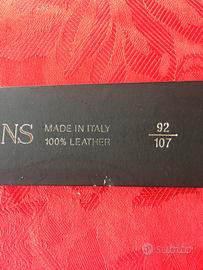 NS
MADE IN ITALY
100% LEATHER
92
107
subito